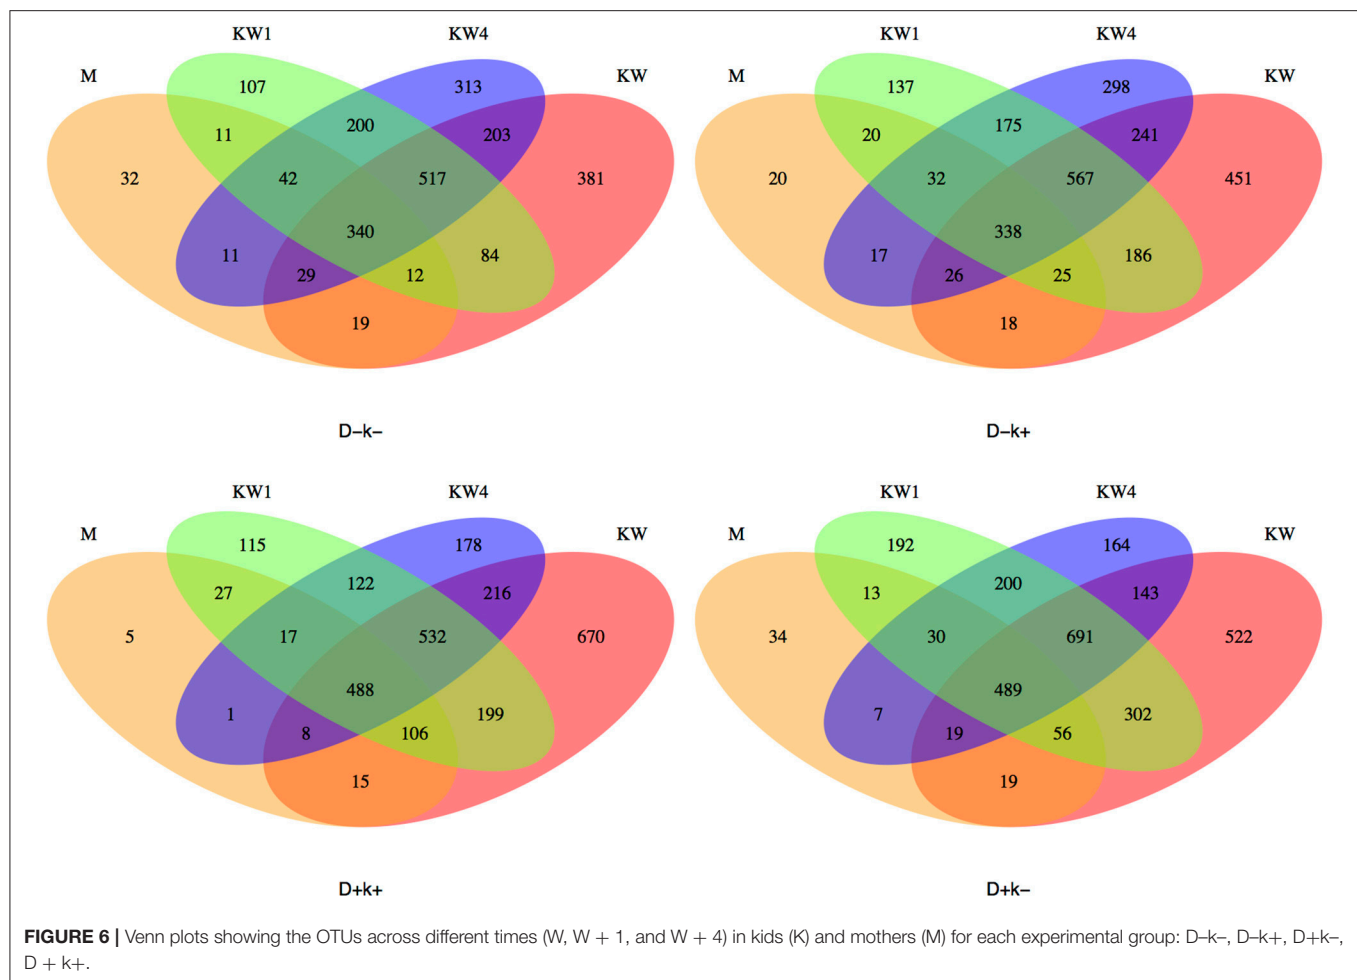 KW1 KW4 KW1 KW4
M KW M KW
107 313 137 298
11 200 203 20 175 241
32 42 517 381 20 32 567 451
340 338
11 29 12 84 17 26 25 186
19 18
D–k– D–k+
KW1 KW4 KW1 KW4
M KW M KW
115 178 192 164
27 122 216 13 200 143
5 17 532 670 34 30 691 522
488 489
1 8 106 199 7 19 56 302
15 19
D+k+ D+k–
FIGURE 6 | Venn plots showing the OTUs across different times (W, W + 1, and W + 4) in kids (K) and mothers (M) for each experimental group: D–k–, D–k+, D+k–,
D + k+.